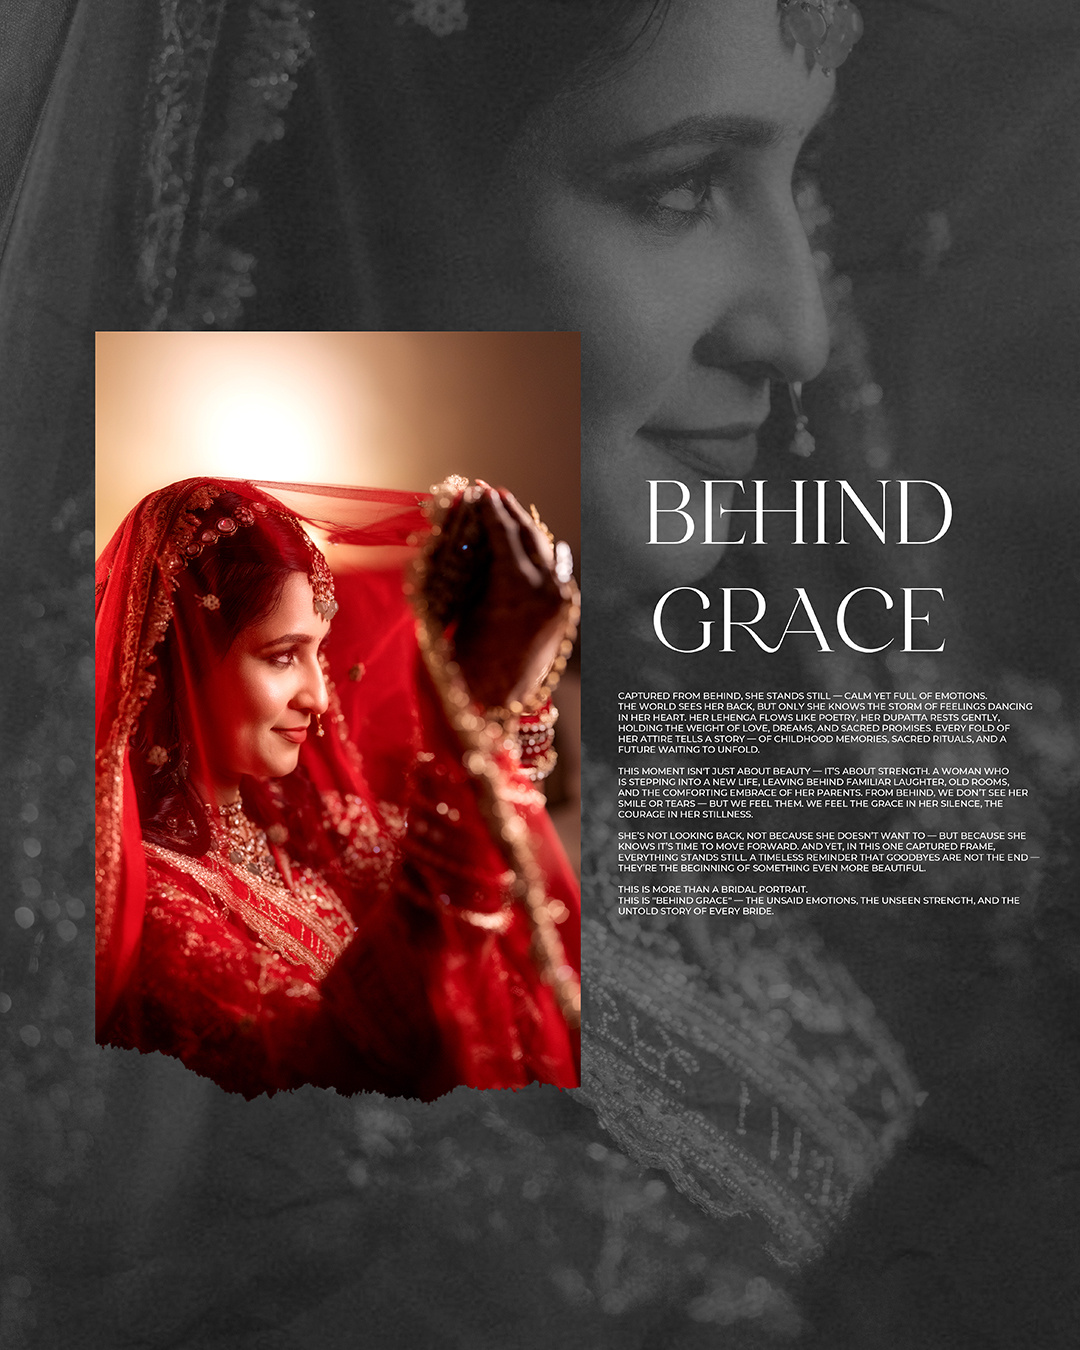 BEHIND
GRACE
CAPTURED FROM BEHIND, SHE STANDS STILL — CALM YET FULL OF EMOTIONS.
THE WORLD SEES HER BACK, BUT ONLY SHE KNOWS THE STORM OF FEELINGS DANCING
IN HER HEART. HER LEHENGA FLOWS LIKE POETRY, HER DUPATTA RESTS GENTLY,
HOLDING THE WEIGHT OF LOVE, DREAMS, AND SACRED PROMISES. EVERY FOLD OF
HER ATTIRE TELLS A STORY — OF CHILDHOOD MEMORIES, SACRED RITUALS, AND A
FUTURE WAITING TO UNFOLD.
THIS MOMENT ISN'T JUST ABOUT BEAUTY — IT'S ABOUT STRENGTH. A WOMAN WHO
IS STEPPING INTO A NEW LIFE, LEAVING BEHIND FAMILIAR LAUGHTER, OLD ROOMS,
AND THE COMFORTING EMBRACE OF HER PARENTS. FROM BEHIND, WE DON'T SEE HER
SMILE OR TEARS — BUT WE FEEL THEM. WE FEEL THE GRACE IN HER SILENCE, THE
COURAGE IN HER STILLNESS.
SHE'S NOT LOOKING BACK, NOT BECAUSE SHE DOESN'T WANT TO — BUT BECAUSE SHE
KNOWS IT'S TIME TO MOVE FORWARD. AND YET, IN THIS ONE CAPTURED FRAME,
EVERYTHING STANDS STILL. A TIMELESS REMINDER THAT GOODBYES ARE NOT THE END —
THEY'RE THE BEGINNING OF SOMETHING EVEN MORE BEAUTIFUL.
THIS IS MORE THAN A BRIDAL PORTRAIT.
THIS IS "BEHIND GRACE" — THE UNSAID EMOTIONS, THE UNSEEN STRENGTH, AND THE
UNTOLD STORY OF EVERY BRIDE.